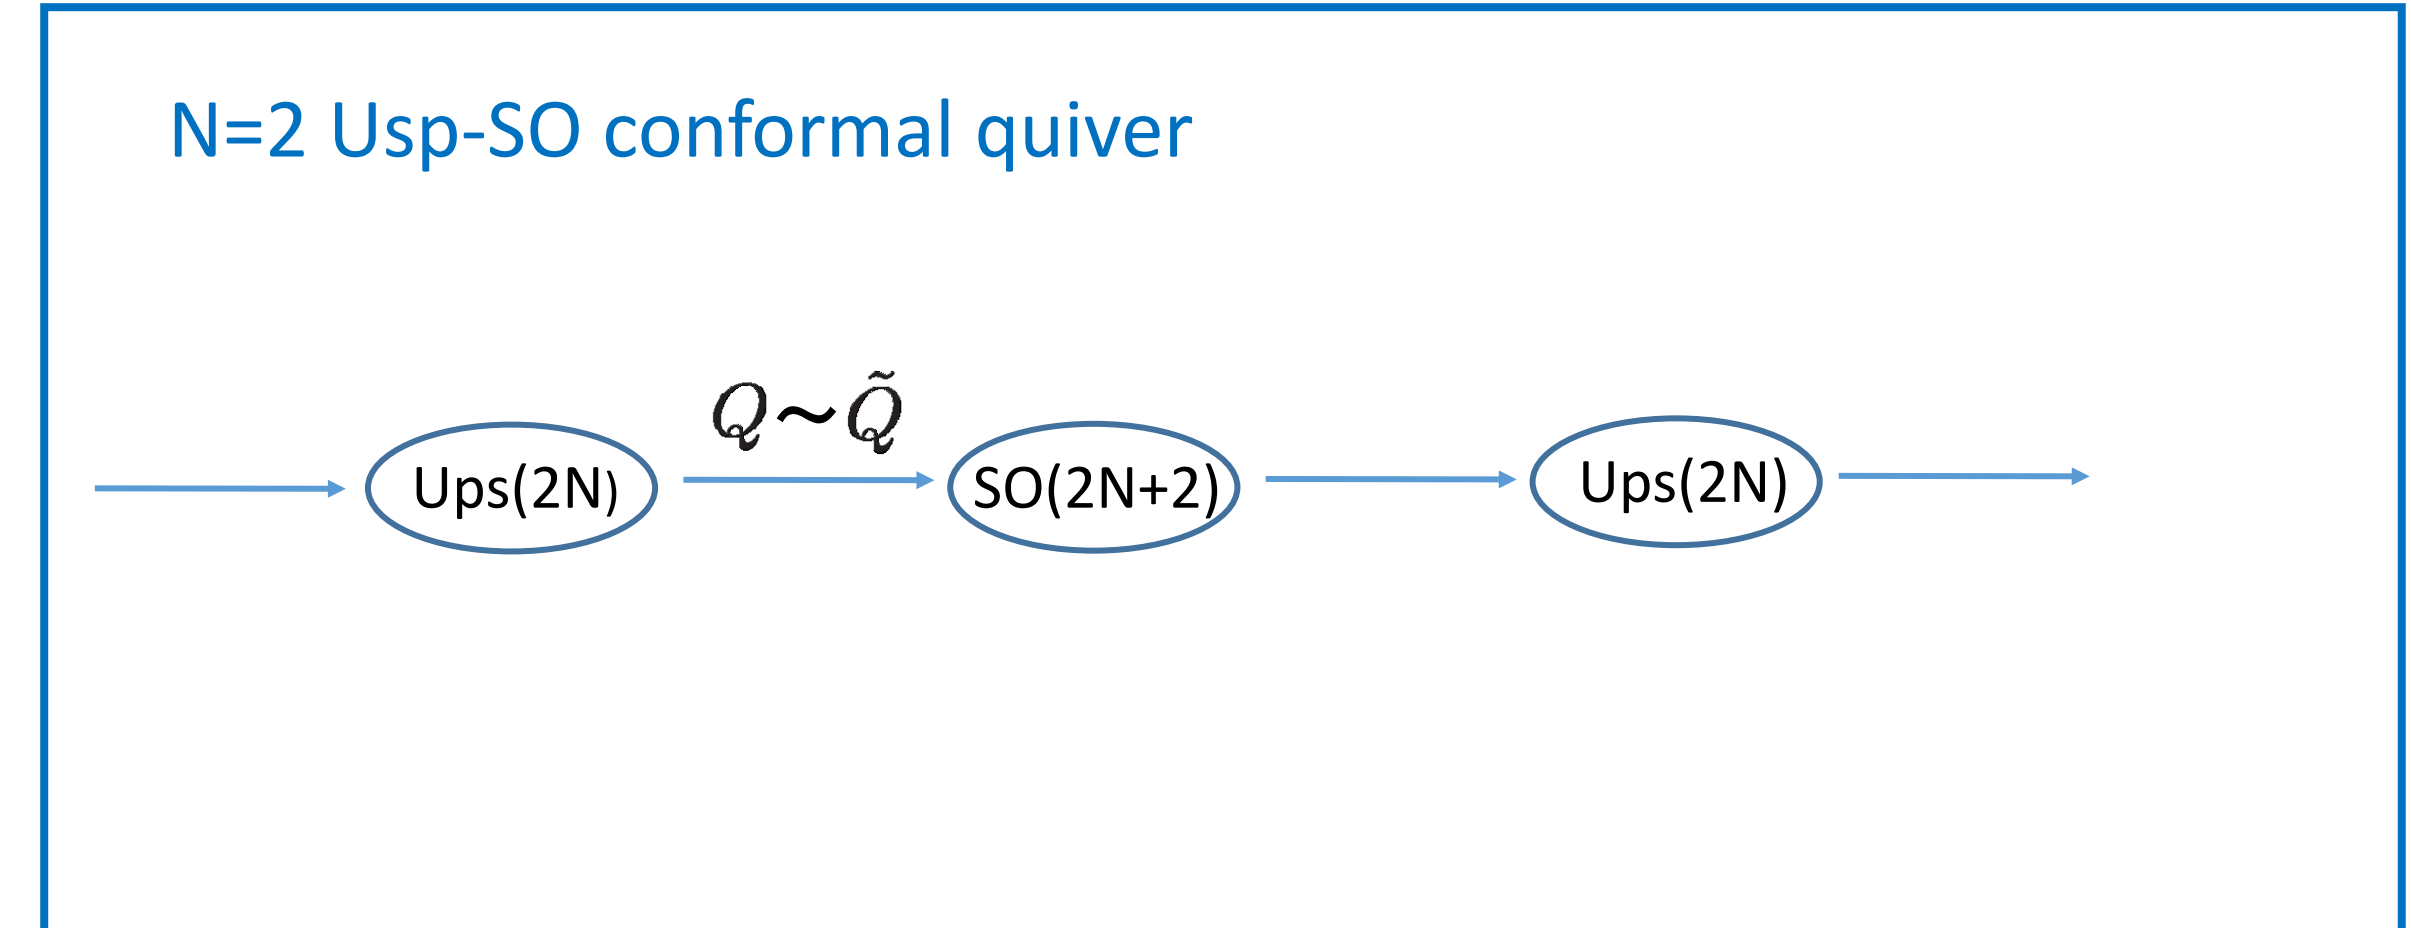 N=2 Usp-SO conformal quiver
Q~Q̃
Ups(2N)
SO(2N+2)
Ups(2N)